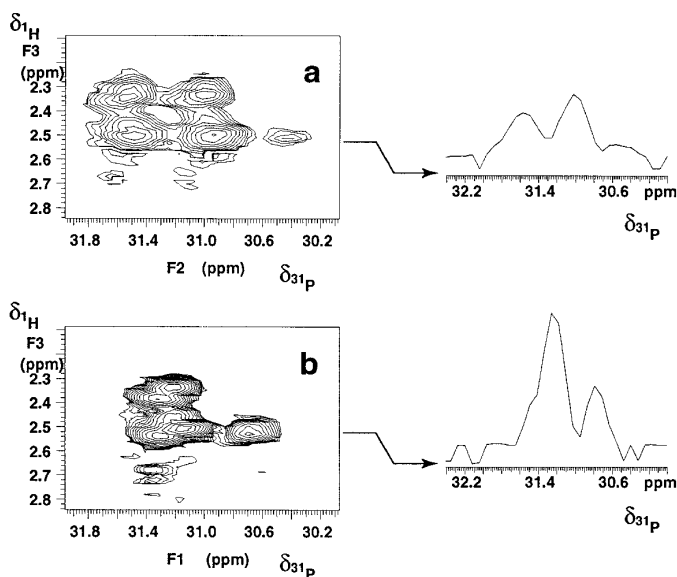 δ1H
F3
(ppm)
a
2.3
2.4
2.5
2.6
2.7
2.8
31.8 31.4 31.0 30.6 30.2
F2 (ppm) δ31P
32.2 31.4 30.6 ppm
δ31P
δ1H
F3
(ppm)
b
2.3
2.4
2.5
2.6
2.7
2.8
31.8 31.4 31.0 30.6 30.2
F1 (ppm) δ31P
32.2 31.4 30.6 ppm
δ31P